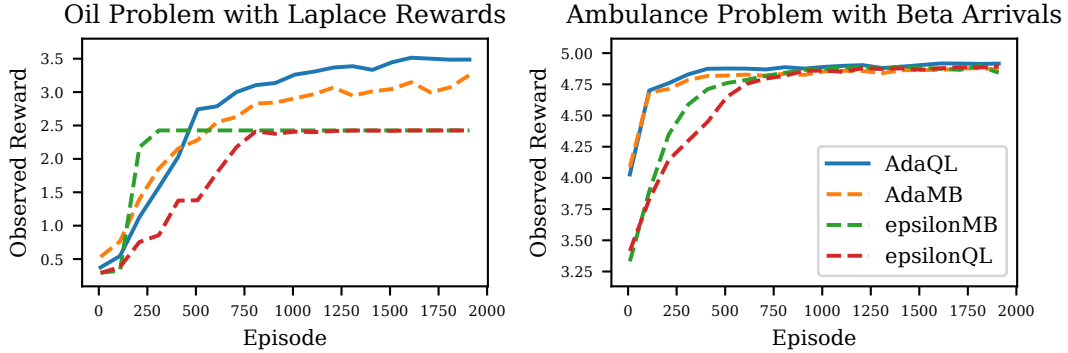 Oil Problem with Laplace Rewards
Observed Reward
3.5
3.0
2.5
2.0
1.5
1.0
0.5
0 250 500 750 1000 1250 1500 1750 2000
Episode
Ambulance Problem with Beta Arrivals
Observed Reward
5.00
4.75
4.50
4.25
4.00
3.75
3.50
3.25
0 250 500 750 1000 1250 1500 1750 2000
Episode
AdaQL
AdaMB
epsilonMB
epsilonQL